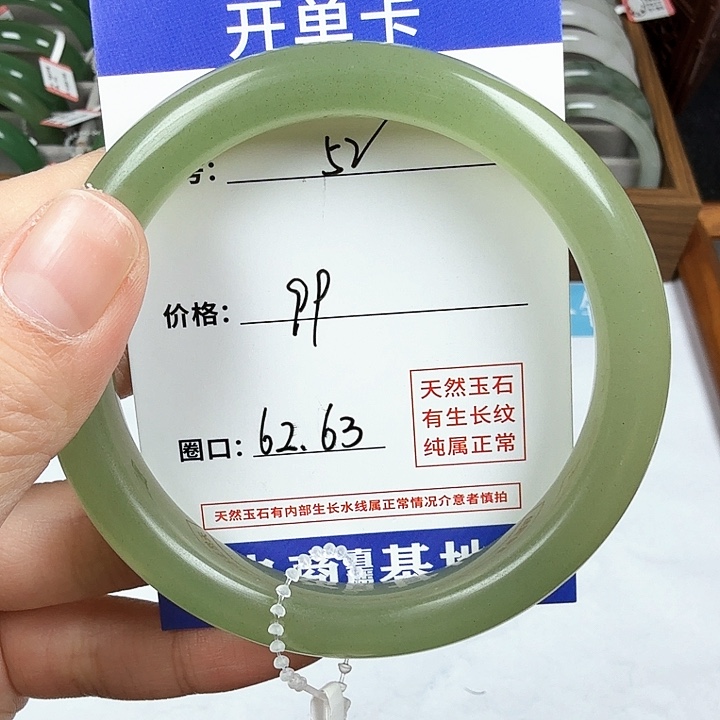 开单卡
号: 52
价格: 99
圈口: 62.63
天然玉石
有生长纹
纯属正常
天然玉石有内部生长水线属正常情况介意者慎拍
基地